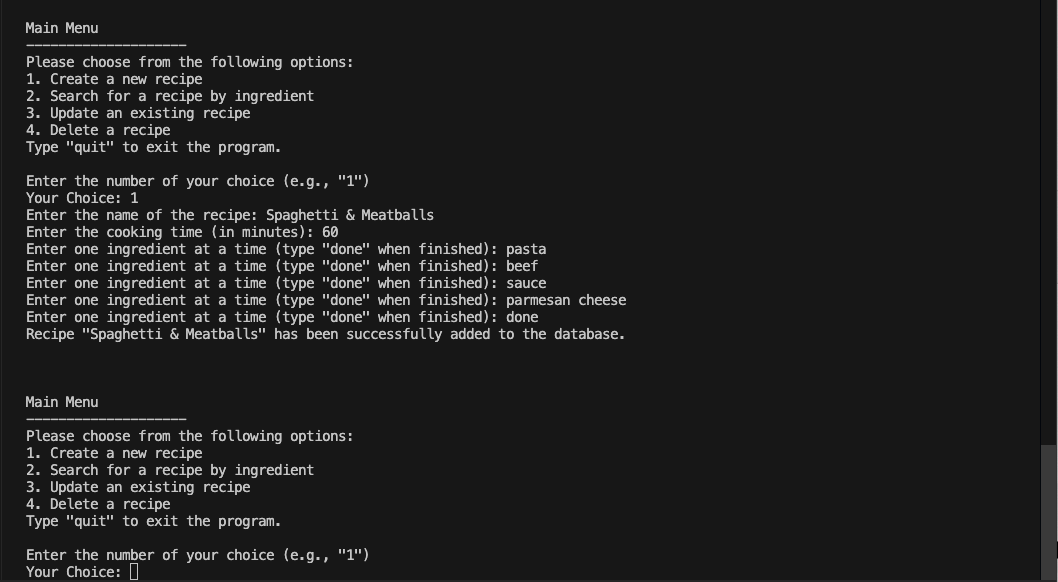 Main Menu
--------------------
Please choose from the following options:
1. Create a new recipe
2. Search for a recipe by ingredient
3. Update an existing recipe
4. Delete a recipe
Type "quit" to exit the program.
Enter the number of your choice (e.g., "1")
Your Choice: 1
Enter the name of the recipe: Spaghetti & Meatballs
Enter the cooking time (in minutes): 60
Enter one ingredient at a time (type "done" when finished): pasta
Enter one ingredient at a time (type "done" when finished): beef
Enter one ingredient at a time (type "done" when finished): sauce
Enter one ingredient at a time (type "done" when finished): parmesan cheese
Enter one ingredient at a time (type "done" when finished): done
Recipe "Spaghetti & Meatballs" has been successfully added to the database.
Main Menu
--------------------
Please choose from the following options:
1. Create a new recipe
2. Search for a recipe by ingredient
3. Update an existing recipe
4. Delete a recipe
Type "quit" to exit the program.
Enter the number of your choice (e.g., "1")
Your Choice: